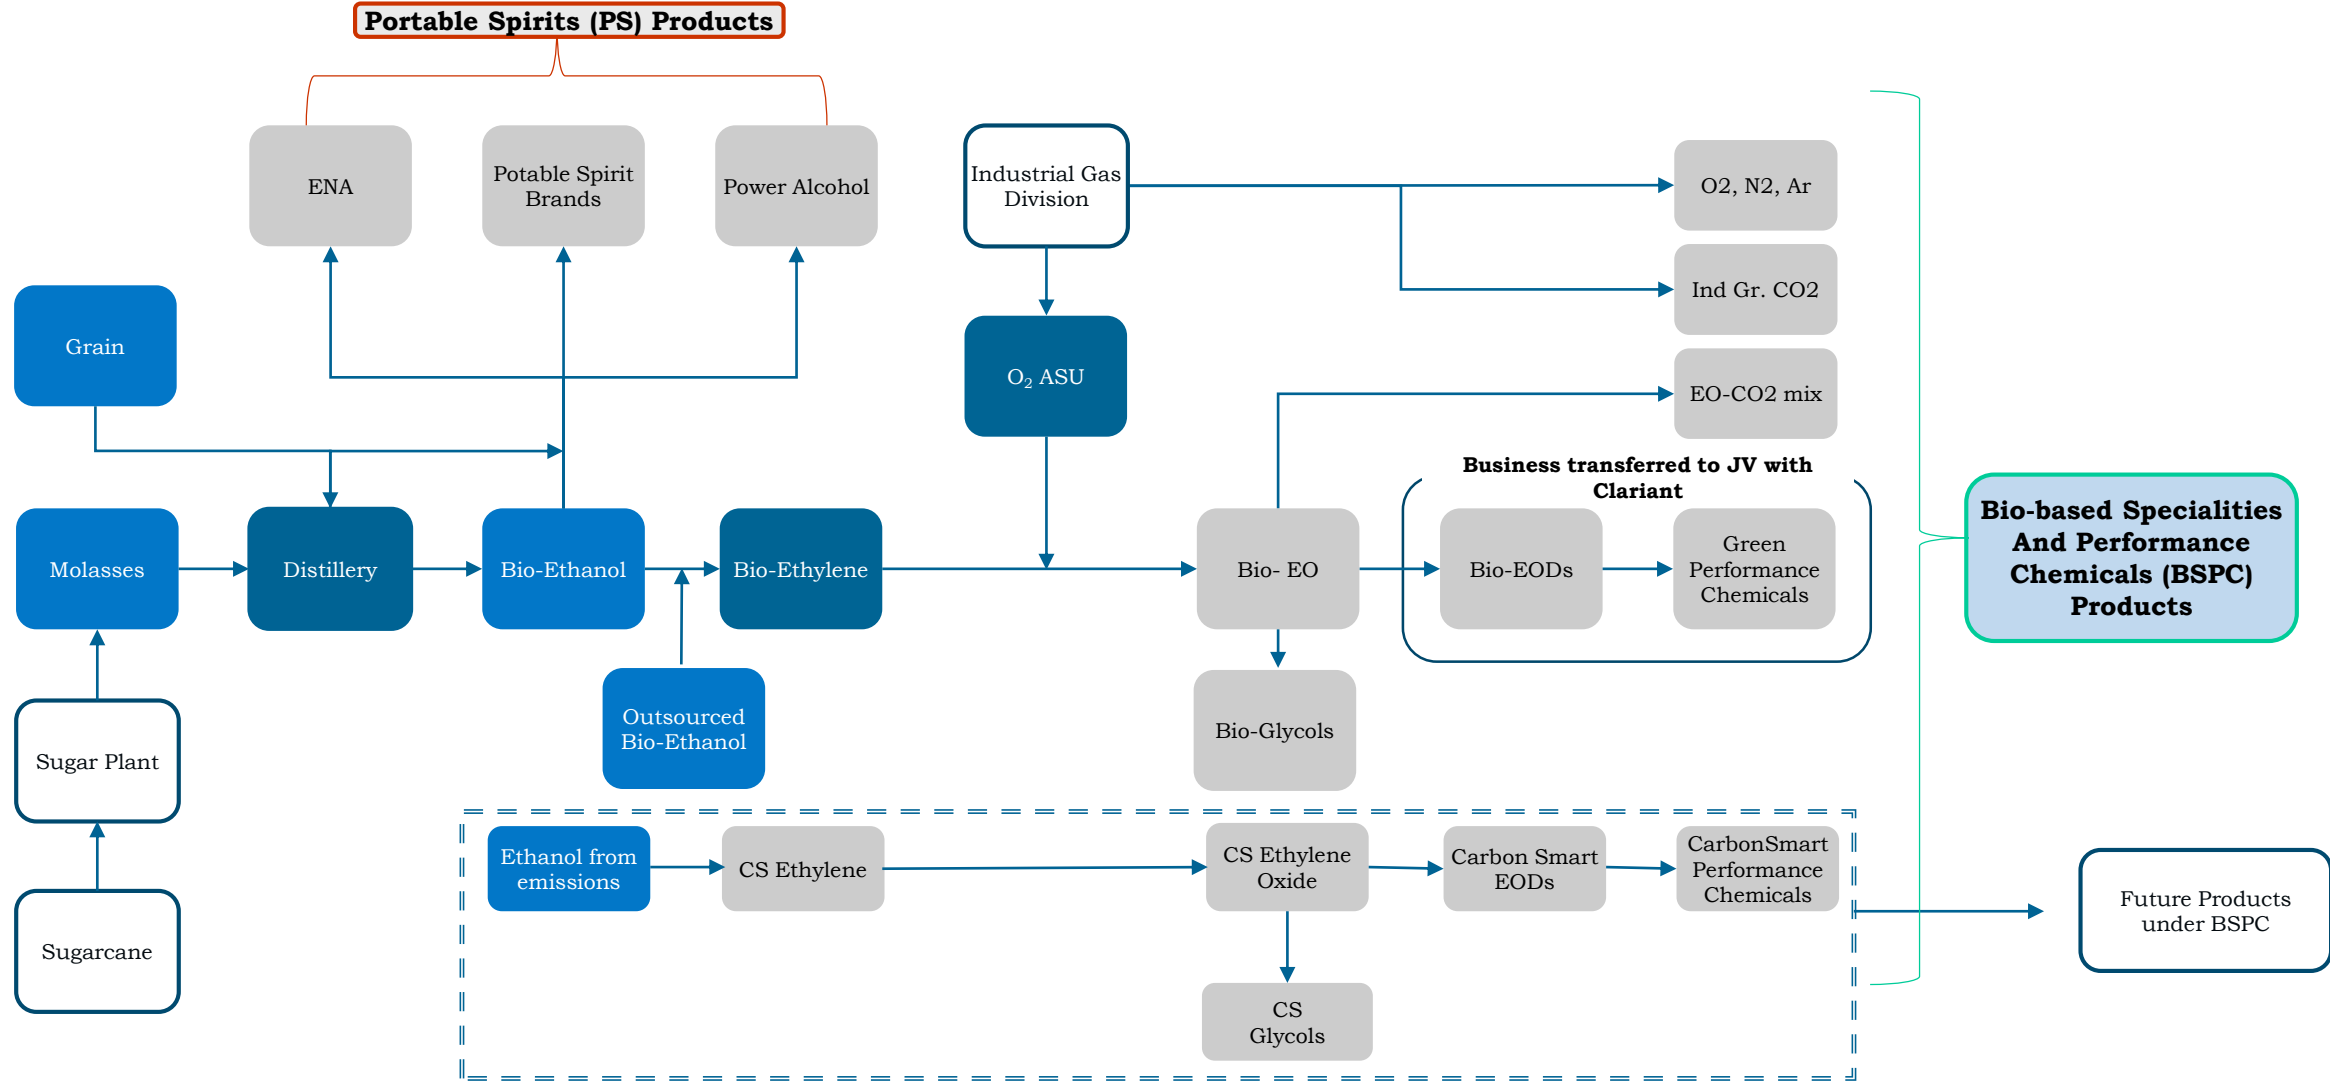 Portable Spirits (PS) Products
ENA
Potable Spirit
Brands
Power Alcohol
Industrial Gas
Division
O2, N2, Ar
Ind Gr. CO2
Grain
O₂ ASU
EO-CO2 mix
Business transferred to JV with
Clariant
Molasses
Distillery
Bio-Ethanol
Bio-Ethylene
Bio- EO
Bio-EODs
Green
Performance
Chemicals
Bio-based Specialities
And Performance
Chemicals (BSPC)
Products
Outsourced
Bio-Ethanol
Bio-Glycols
Sugar Plant
Sugarcane
Ethanol from
emissions
CS Ethylene
CS Ethylene
Oxide
Carbon Smart
EODs
CarbonSmart
Performance
Chemicals
Future Products
under BSPC
CS
Glycols